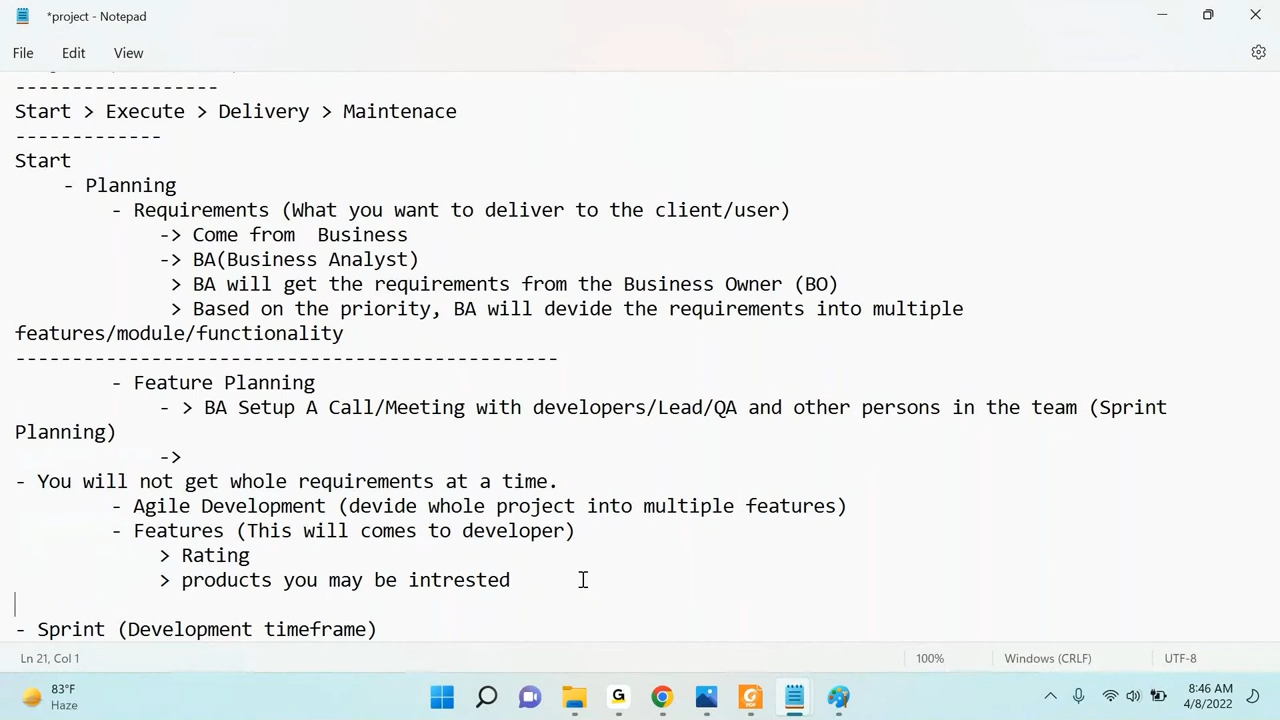 *project - Notepad
File Edit View
------------------
Start > Execute > Delivery > Maintenace
-------------
Start
- Planning
- Requirements (What you want to deliver to the client/user)
-> Come from  Business
-> BA(Business Analyst)
> BA will get the requirements from the Business Owner (BO)
> Based on the priority, BA will devide the requirements into multiple
features/module/functionality
------------------------------------------------
- Feature Planning
- > BA Setup A Call/Meeting with developers/Lead/QA and other persons in the team (Sprint
Planning)
->
- You will not get whole requirements at a time.
- Agile Development (devide whole project into multiple features)
- Features (This will comes to developer)
> Rating
> products you may be intrested
- Sprint (Development timeframe)
Ln 21, Col 1 100% Windows (CRLF) UTF-8
83°F
Haze
G
8:46 AM
4/8/2022